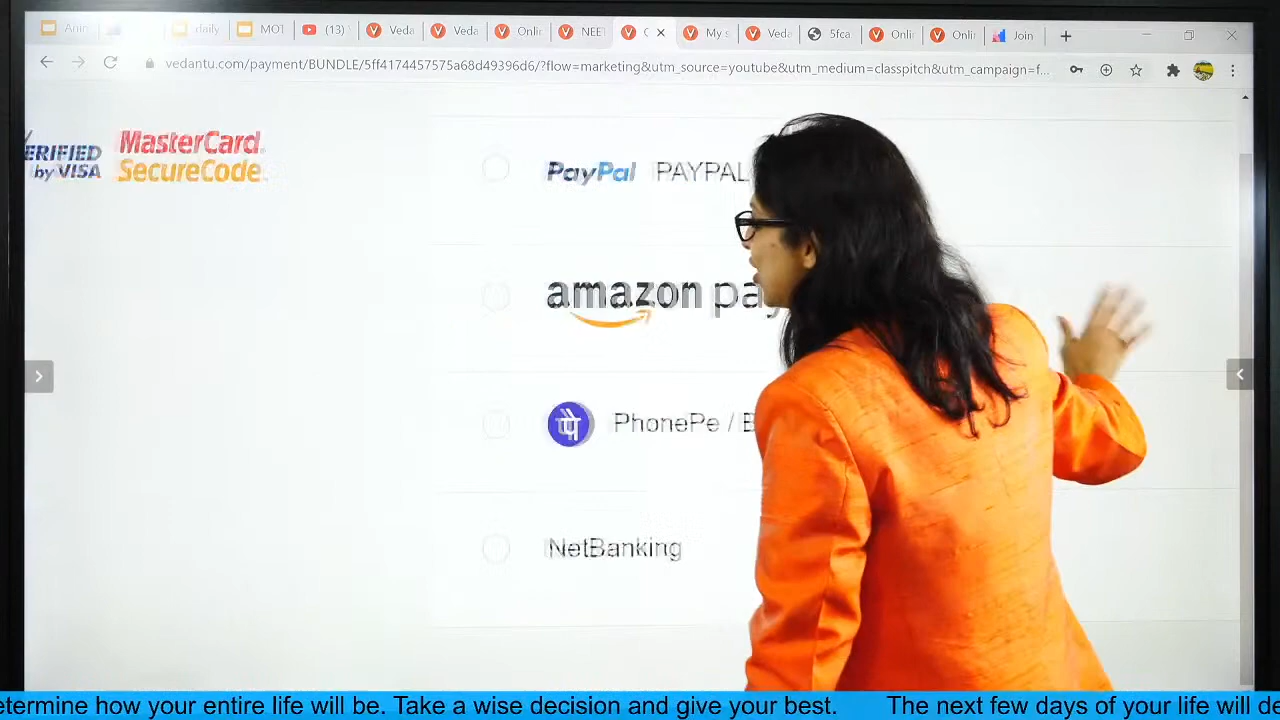 Anin
daily
MOT
(13)
Veda
Veda
Onli
NEET
My s
Veda
5fca
Onli
Onli
Join
vedantu.com/payment/BUNDLE/5ff4174457575a68d49396d6/?flow=marketing&utm_source=youtube&utm_medium=classpitch&utm_campaign=f...
ERIFIED
by VISA
MasterCard.
SecureCode.
PayPal PAYPAL
amazon pay
पे PhonePe / B
NetBanking
etermine how your entire life will be. Take a wise decision and give your best. The next few days of your life will de